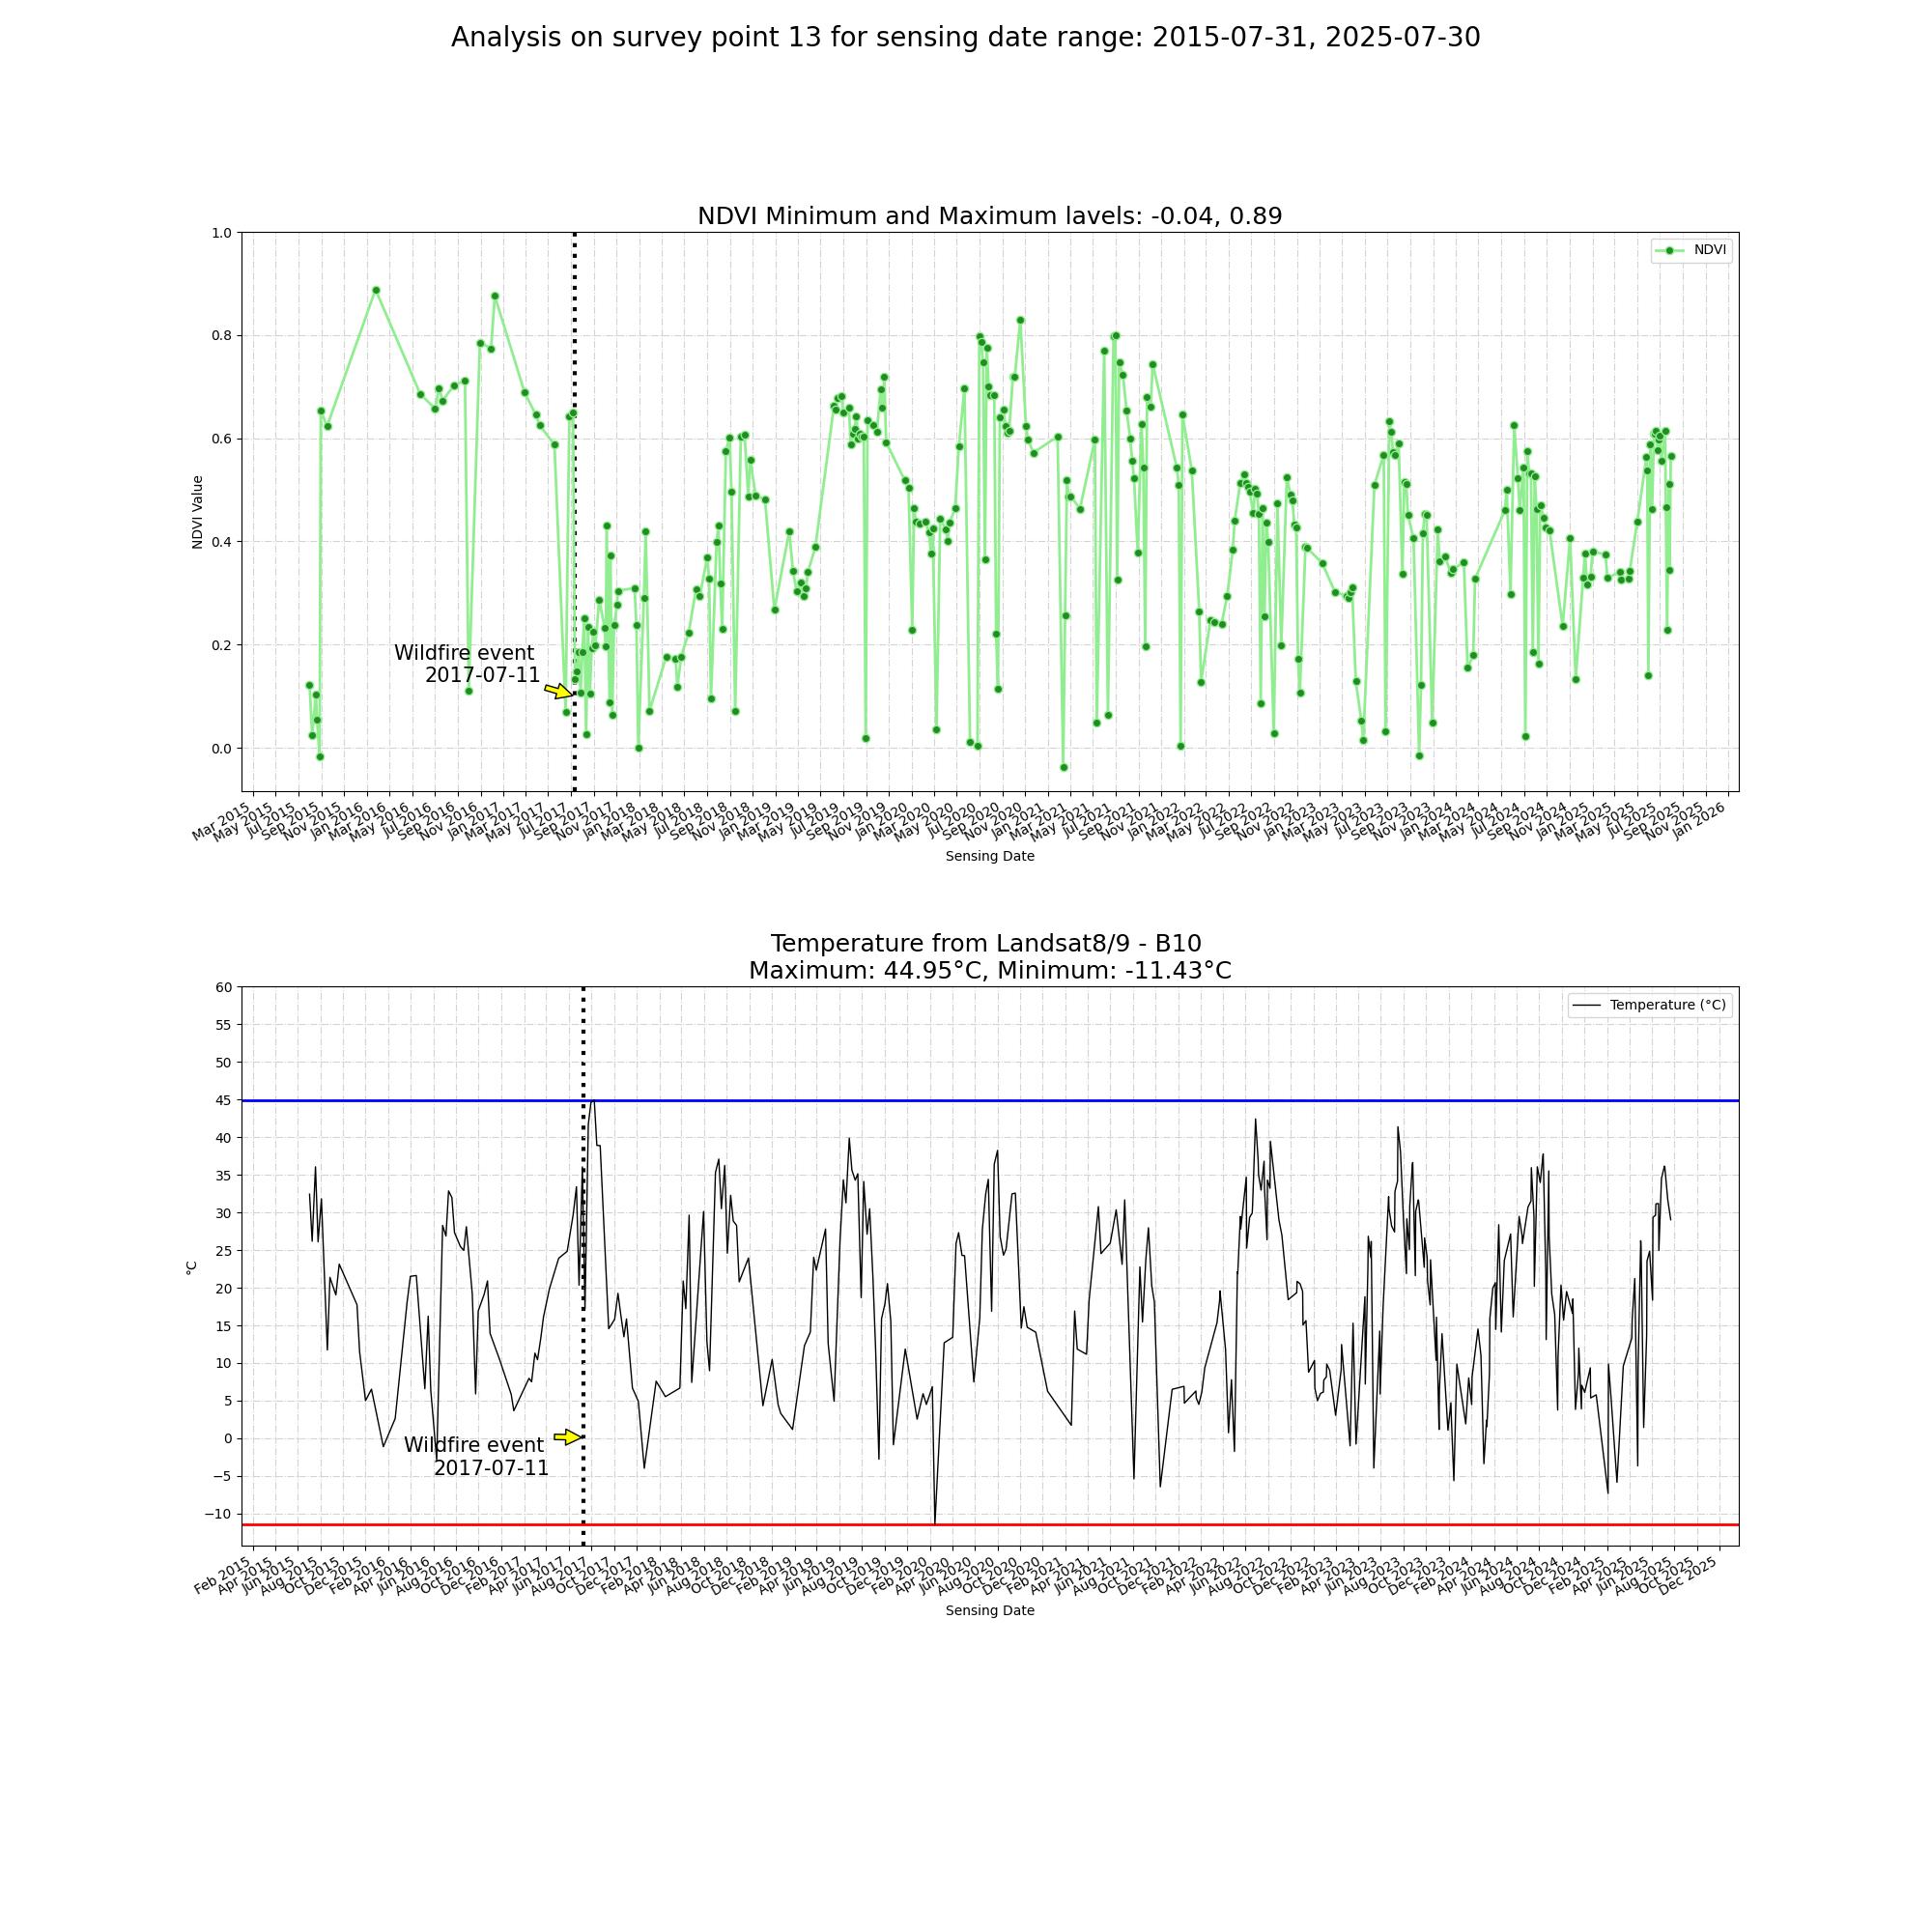 Analysis on survey point 13 for sensing date range: 2015-07-31, 2025-07-30
NDVI Minimum and Maximum lavels: -0.04, 0.89
1.0
0.8
0.6
0.4
0.2
0.0
NDVI Value
NDVI
Wildfire event
2017-07-11
Mar 2015 May 2015 Jul 2015 Sep 2015 Nov 2015 Jan 2016 Mar 2016 May 2016 Jul 2016 Sep 2016 Nov 2016 Jan 2017 Mar 2017 May 2017 Jul 2017 Sep 2017 Nov 2017 Jan 2018 Mar 2018 May 2018 Jul 2018 Sep 2018 Nov 2018 Jan 2019 Mar 2019 May 2019 Jul 2019 Sep 2019 Nov 2019 Jan 2020 Mar 2020 May 2020 Jul 2020 Sep 2020 Nov 2020 Jan 2021 Mar 2021 May 2021 Jul 2021 Sep 2021 Nov 2021 Jan 2022 Mar 2022 May 2022 Jul 2022 Sep 2022 Nov 2022 Jan 2023 Mar 2023 May 2023 Jul 2023 Sep 2023 Nov 2023 Jan 2024 Mar 2024 May 2024 Jul 2024 Sep 2024 Nov 2024 Jan 2025 Mar 2025 May 2025 Jul 2025 Sep 2025 Nov 2025 Jan 2026
Sensing Date
Temperature from Landsat8/9 - B10
Maximum: 44.95°C, Minimum: -11.43°C
60
55
50
45
40
35
30
25
20
15
10
5
0
−5
−10
°C
Temperature (°C)
Wildfire event
2017-07-11
Feb 2015 Apr 2015 Jun 2015 Aug 2015 Oct 2015 Dec 2015 Feb 2016 Apr 2016 Jun 2016 Aug 2016 Oct 2016 Dec 2016 Feb 2017 Apr 2017 Jun 2017 Aug 2017 Oct 2017 Dec 2017 Feb 2018 Apr 2018 Jun 2018 Aug 2018 Oct 2018 Dec 2018 Feb 2019 Apr 2019 Jun 2019 Aug 2019 Oct 2019 Dec 2019 Feb 2020 Apr 2020 Jun 2020 Aug 2020 Oct 2020 Dec 2020 Feb 2021 Apr 2021 Jun 2021 Aug 2021 Oct 2021 Dec 2021 Feb 2022 Apr 2022 Jun 2022 Aug 2022 Oct 2022 Dec 2022 Feb 2023 Apr 2023 Jun 2023 Aug 2023 Oct 2023 Dec 2023 Feb 2024 Apr 2024 Jun 2024 Aug 2024 Oct 2024 Dec 2024 Feb 2025 Apr 2025 Jun 2025 Aug 2025 Oct 2025 Dec 2025
Sensing Date